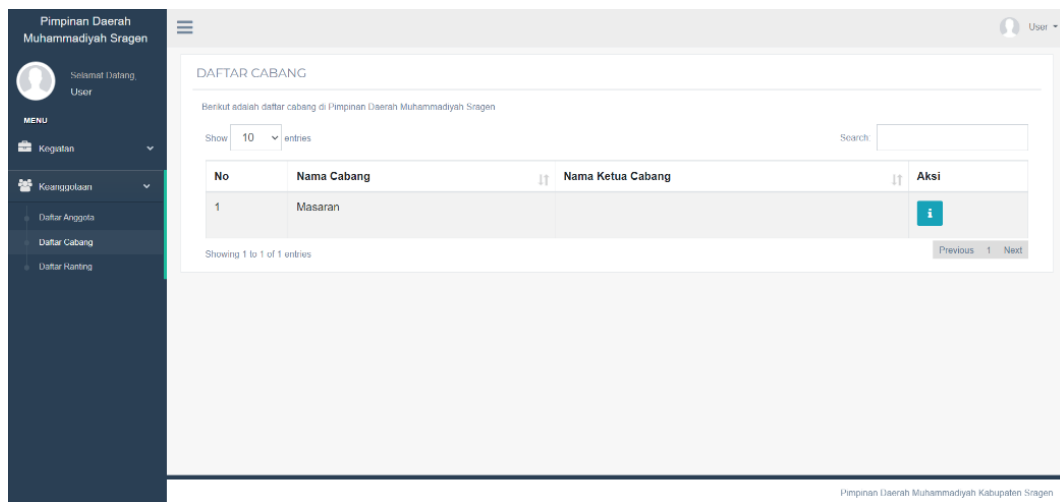 Pimpinan Daerah
Muhammadiyah Sragen
User
Selamat Datang,
User
MENU
Kegiatan
Keanggotaan
Daftar Anggota
Daftar Cabang
Daftar Ranting
DAFTAR CABANG
Berikut adalah daftar cabang di Pimpinan Daerah Muhammadiyah Sragen
Show 10 entries Search:
No Nama Cabang Nama Ketua Cabang Aksi
1 Masaran
Showing 1 to 1 of 1 entries
Previous 1 Next
Pimpinan Daerah Muhammadiyah Kabupaten Sragen